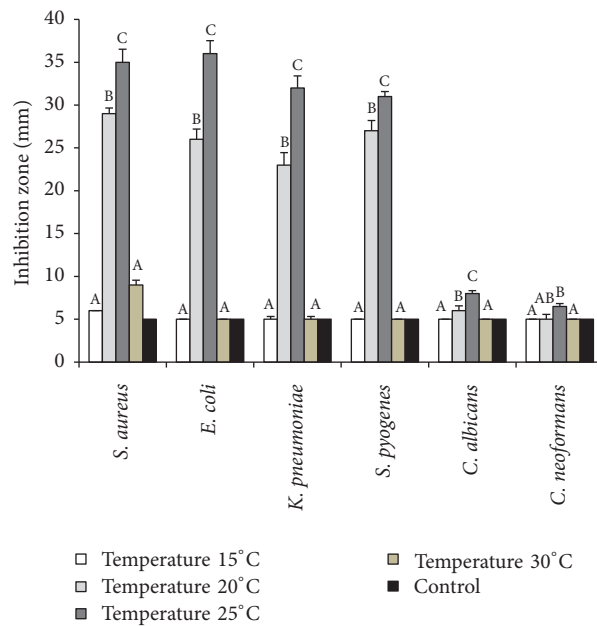 Inhibition zone (mm)
40
35
30
25
20
15
10
5
0
A B C A
A B C A
A B C A
A B C A
A B C A
A AB B A
S. aureus
E. coli
K. pneumoniae
S. pyogenes
C. albicans
C. neoformans
Temperature 15°C
Temperature 20°C
Temperature 25°C
Temperature 30°C
Control